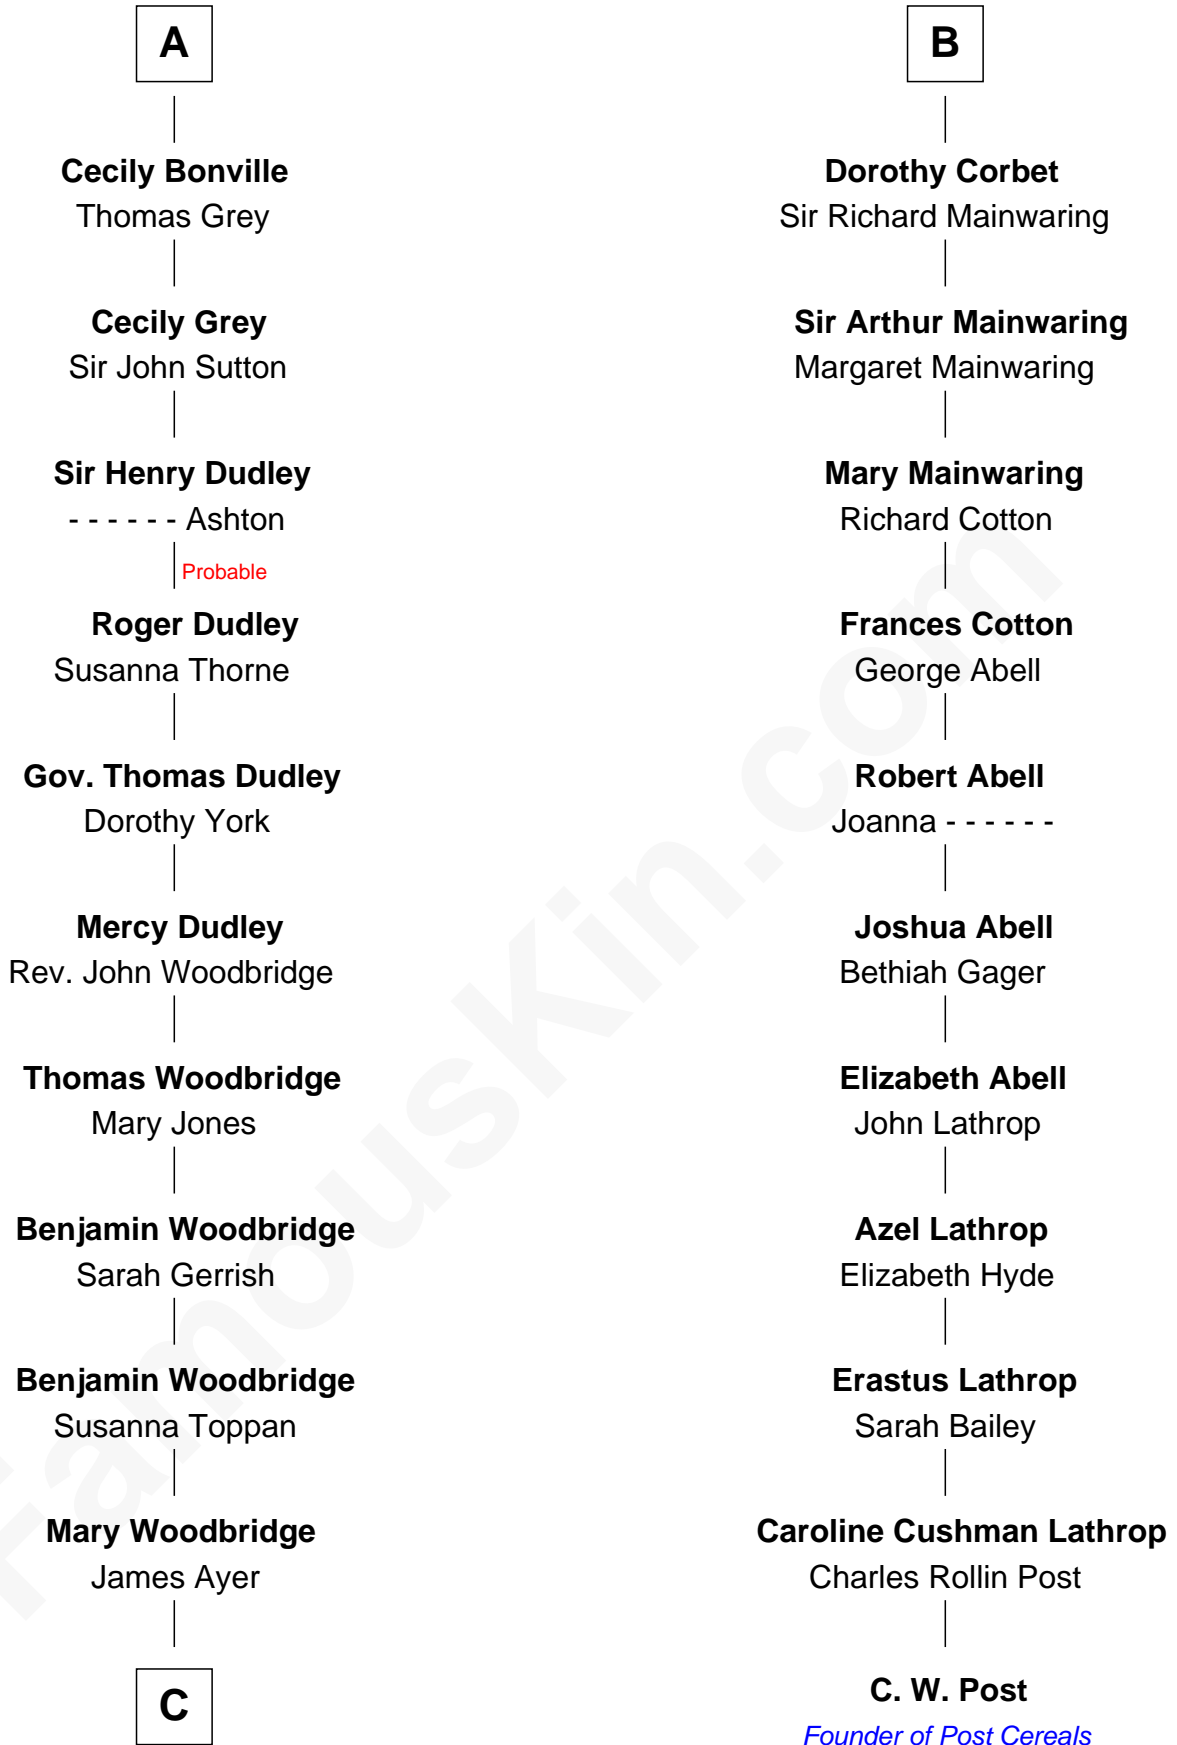 A
Cecily Bonville
Thomas Grey
Cecily Grey
Sir John Sutton
Sir Henry Dudley
- - - - - - Ashton
Probable
Roger Dudley
Susanna Thorne
Gov. Thomas Dudley
Dorothy York
Mercy Dudley
Rev. John Woodbridge
Thomas Woodbridge
Mary Jones
Benjamin Woodbridge
Sarah Gerrish
Benjamin Woodbridge
Susanna Toppan
Mary Woodbridge
James Ayer
C
B
Dorothy Corbet
Sir Richard Mainwaring
Sir Arthur Mainwaring
Margaret Mainwaring
Mary Mainwaring
Richard Cotton
Frances Cotton
George Abell
Robert Abell
Joanna - - - - - -
Joshua Abell
Bethiah Gager
Elizabeth Abell
John Lathrop
Azel Lathrop
Elizabeth Hyde
Erastus Lathrop
Sarah Bailey
Caroline Cushman Lathrop
Charles Rollin Post
C. W. Post
Founder of Post Cereals
FamousKin.com